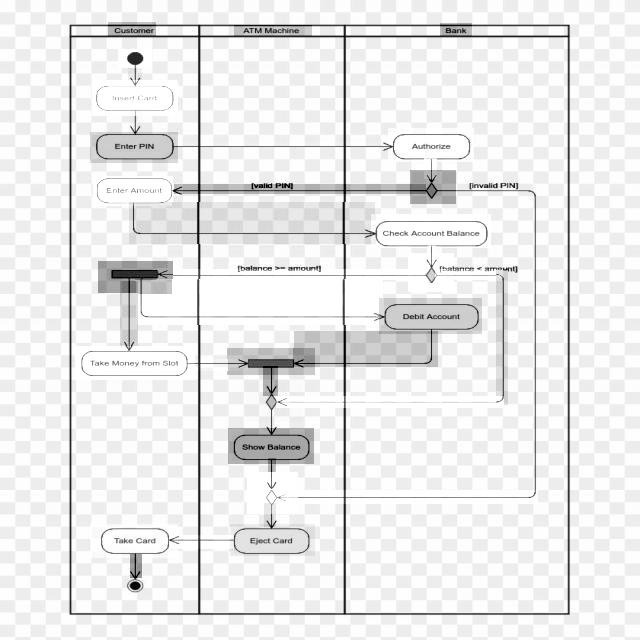 Customer ATM Machine Bank
Insert Card
Enter PIN Authorize
Enter Amount [valid PIN] [invalid PIN]
Check Account Balance
[balance >= amount] [balance < amount]
Debit Account
Take Money from Slot
Show Balance
Take Card Eject Card